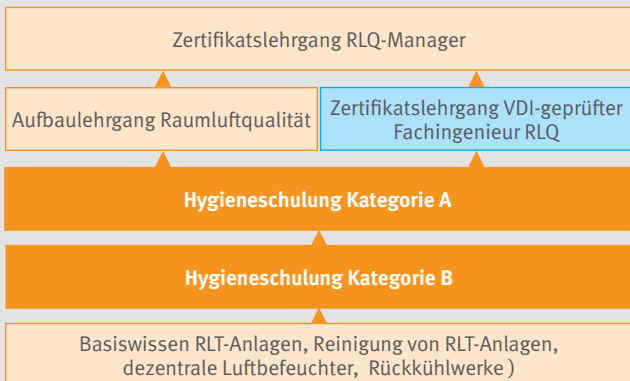 Zertifikatslehrgang RLQ-Manager
Aufbaulehrgang Raumluftqualität
Zertifikatslehrgang VDI-geprüfter
Fachingenieur RLQ
Hygieneschulung Kategorie A
Hygieneschulung Kategorie B
Basiswissen RLT-Anlagen, Reinigung von RLT-Anlagen,
dezentrale Luftbefeuchter, Rückkühlwerke )